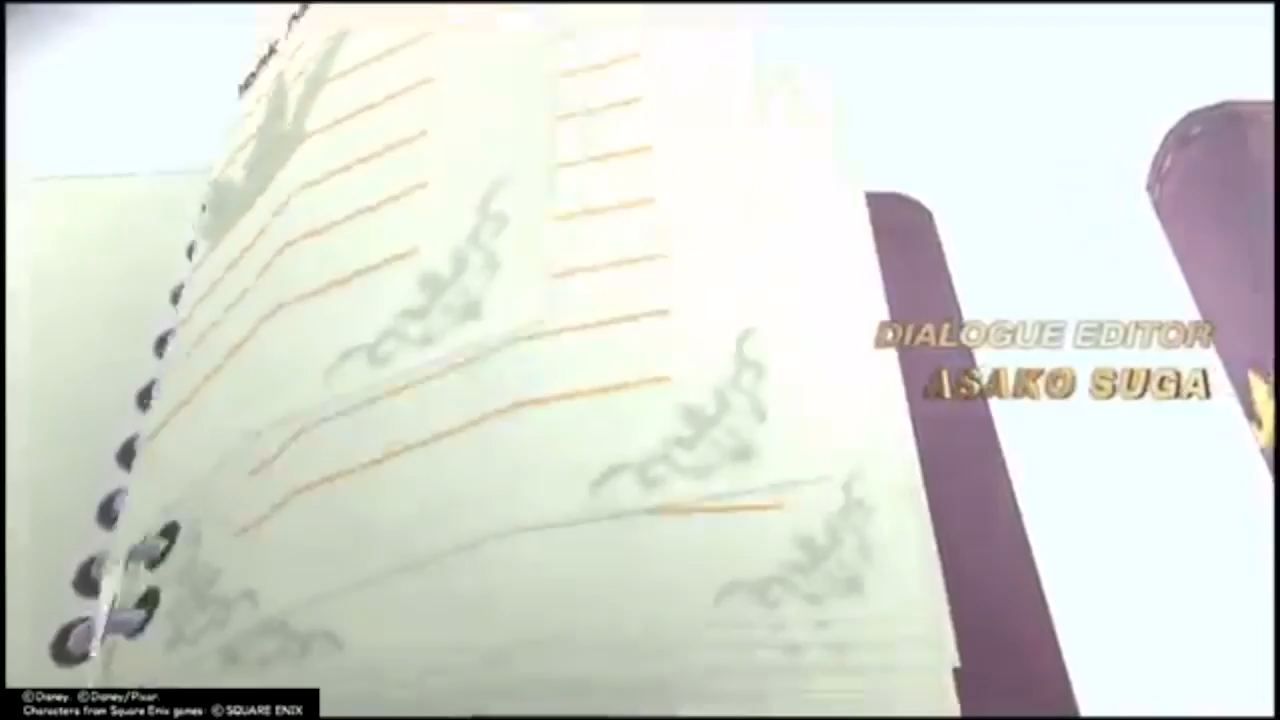 DIALOGUE EDITOR
ASAKO SUGA
©Disney. ©Disney/Pixar.
Characters from Square Enix games: © SQUARE ENIX